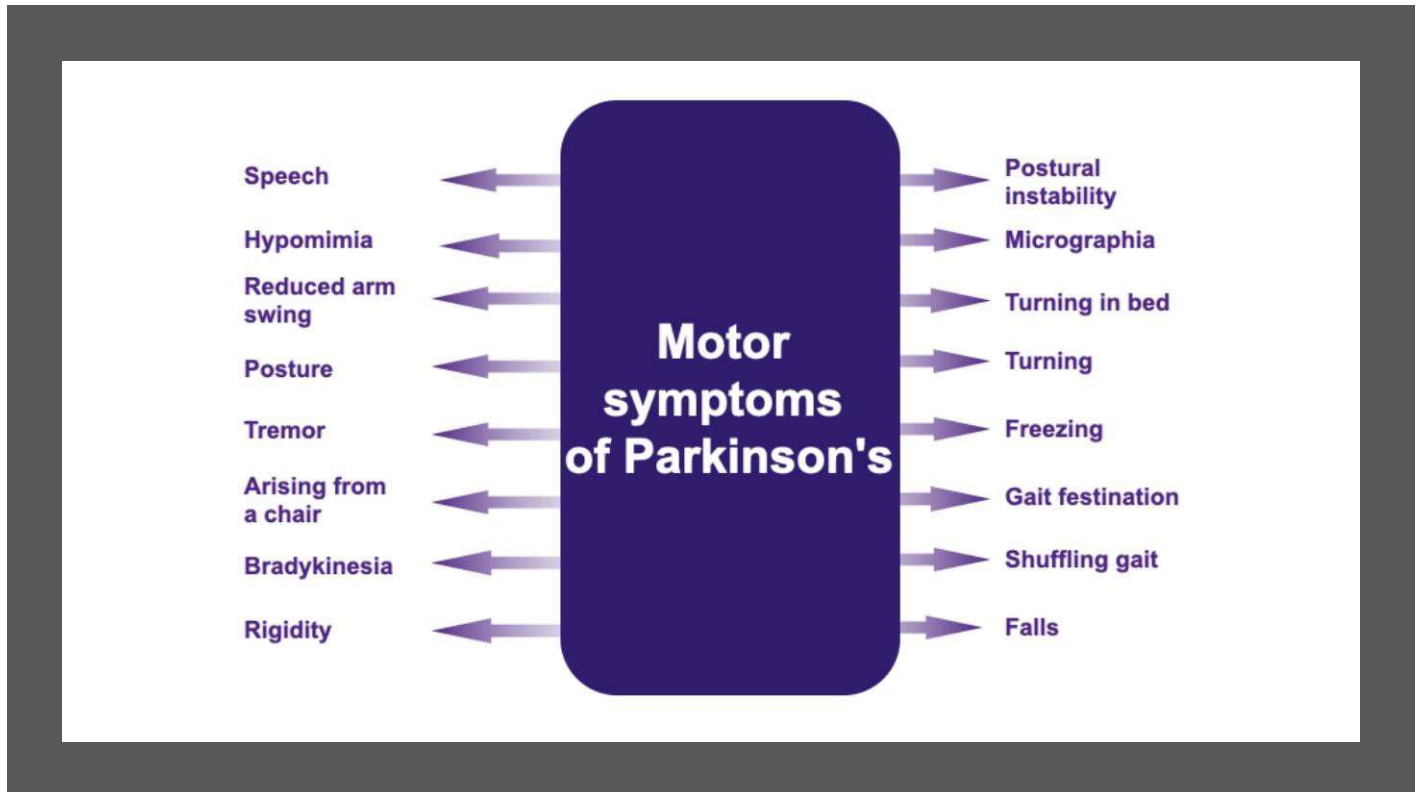 Speech
Hypomimia
Reduced arm
swing
Posture
Tremor
Arising from
a chair
Bradykinesia
Rigidity
Motor
symptoms
of Parkinson's
Postural
instability
Micrographia
Turning in bed
Turning
Freezing
Gait festination
Shuffling gait
Falls